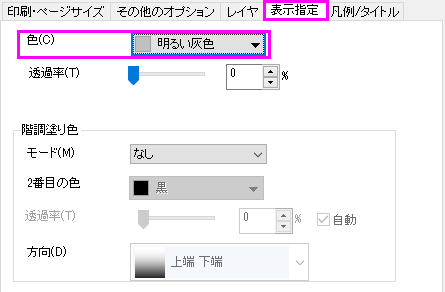 印刷・ページサイズ その他のオプション レイヤ 表示指定 凡例/タイトル
色(C) 明るい灰色
透過率(T) 0 %
階調塗り色
モード(M) なし
2番目の色 黒
透過率(T) 0 % 自動
方向(D) 上端 下端